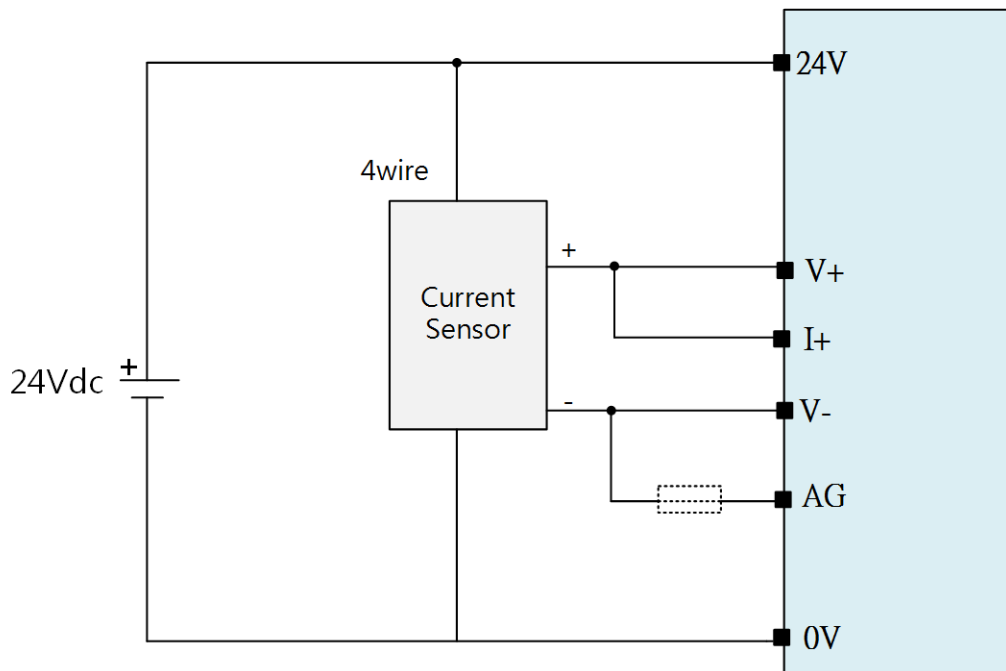 24V
4wire
+
V+
Current
Sensor
I+
+
24Vdc
-
V-
AG
0V